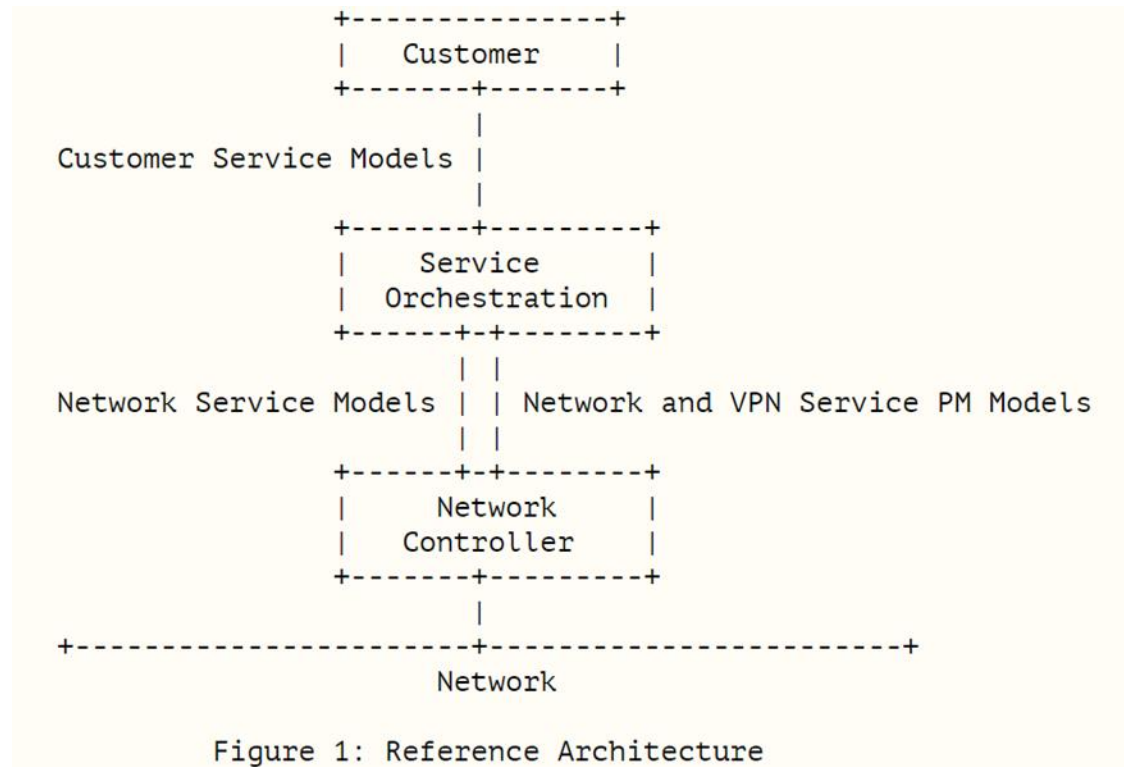 +---------------+
|   Customer    |
+-------+-------+
|
Customer Service Models |
|
+-------+---------+
|    Service      |
|  Orchestration  |
+------+-+--------+
| |
Network Service Models | | Network and VPN Service PM Models
| |
+------+-+--------+
|     Network     |
|   Controller    |
+-------+---------+
|
+-----------------------+------------------------+
Network
Figure 1: Reference Architecture